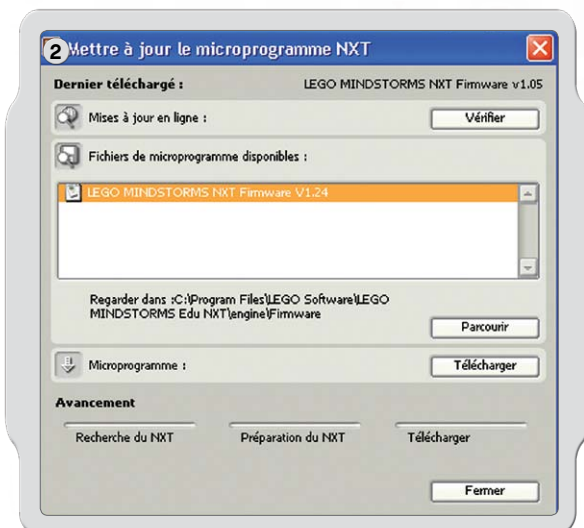 2 Mettre à jour le microprogramme NXT
Dernier téléchargé : LEGO MINDSTORMS NXT Firmware v1.05
Mises à jour en ligne : Vérifier
Fichiers de microprogramme disponibles :
LEGO MINDSTORMS NXT Firmware V1.24
Regarder dans :C:\Program Files\LEGO Software\LEGO
MINDSTORMS Edu NXT\engine\Firmware
Parcourir
Microprogramme : Télécharger
Avancement
Recherche du NXT Préparation du NXT Télécharger
Fermer